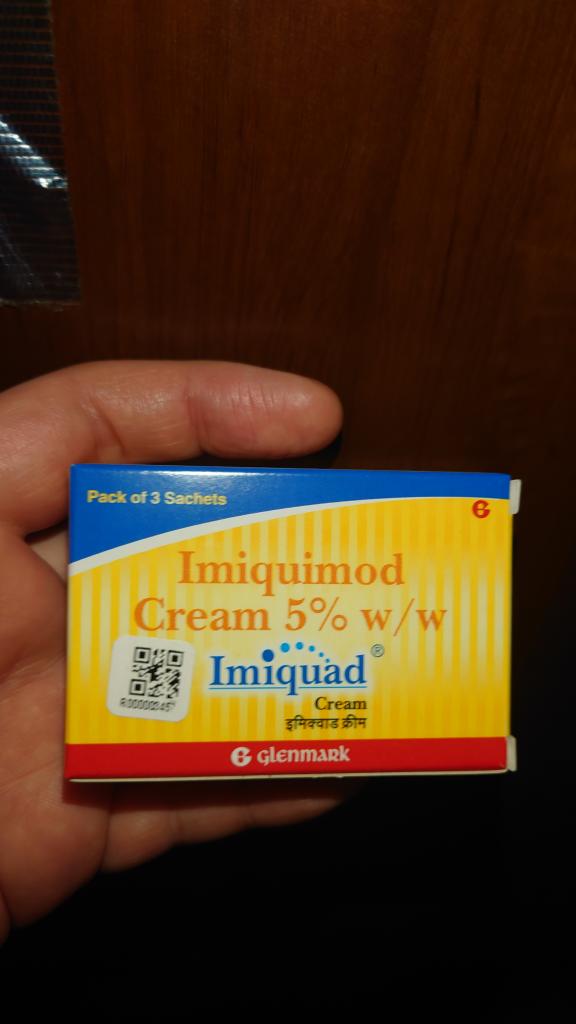 Pack of 3 Sachets
Imiquimod
Cream 5% w/w
Imiquad®
Cream
इमिक्वाड क्रीम
glenmark